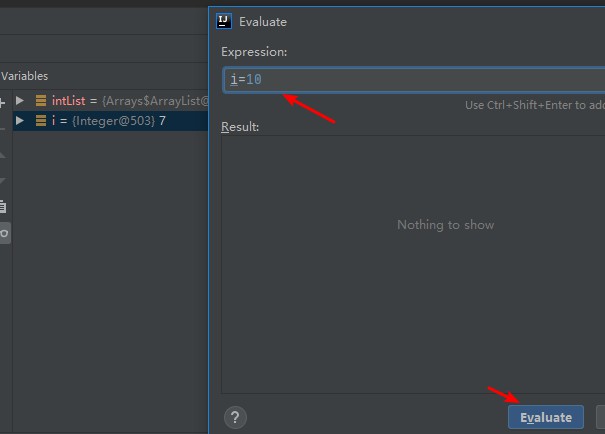 Evaluate
Expression:
i=10
Use Ctrl+Shift+Enter to add
Variables
intList = {Arrays$ArrayList@
i = {Integer@503} 7
Result:
Nothing to show
?
Evaluate